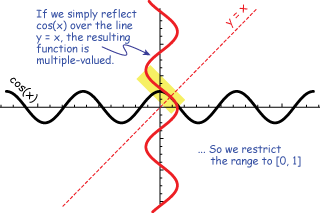 If we simply reflect
cos(x) over the line
y = x, the resulting
function is
multiple-valued.
y = x
cos(x)
... So we restrict
the range to [0, 1]